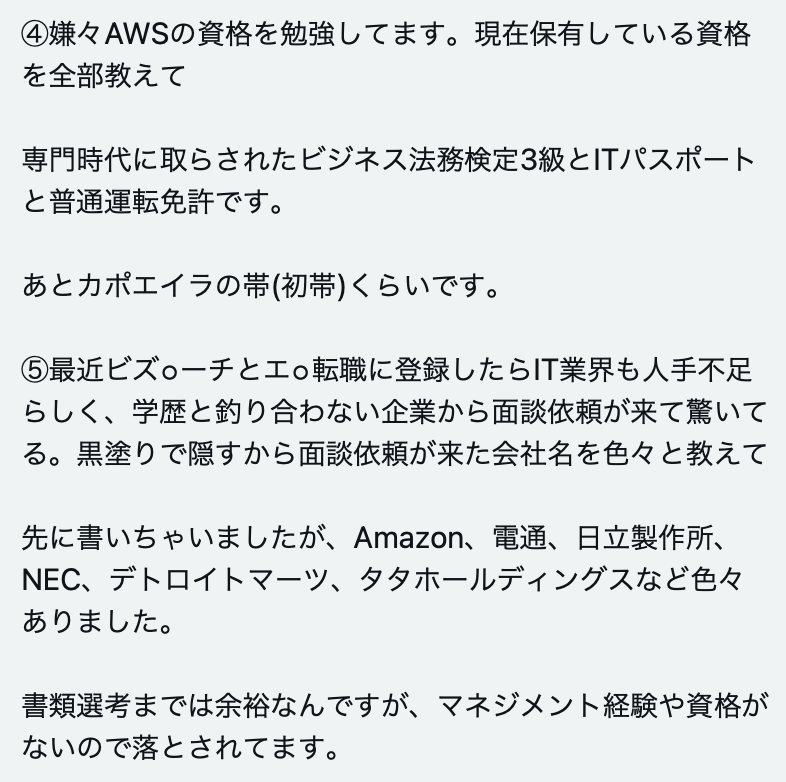 ④嫌々AWSの資格を勉強してます。現在保有している資格
を全部教えて
専門時代に取らされたビジネス法務検定3級とITパスポート
と普通運転免許です。
あとカポエイラの帯(初帯)くらいです。
⑤最近ビズ○ーチとエ○転職に登録したらIT業界も人手不足
らしく、学歴と釣り合わない企業から面談依頼が来て驚いて
る。黒塗りで隠すから面談依頼が来た会社名を色々と教えて
先に書いちゃいましたが、Amazon、電通、日立製作所、
NEC、デトロイトマーツ、タタホールディングスなど色々
ありました。
書類選考までは余裕なんですが、マネジメント経験や資格が
ないので落とされてます。